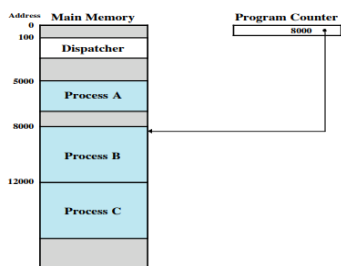 Address Main Memory Program Counter
0
8000
100
Dispatcher
5000
Process A
8000
Process B
12000
Process C